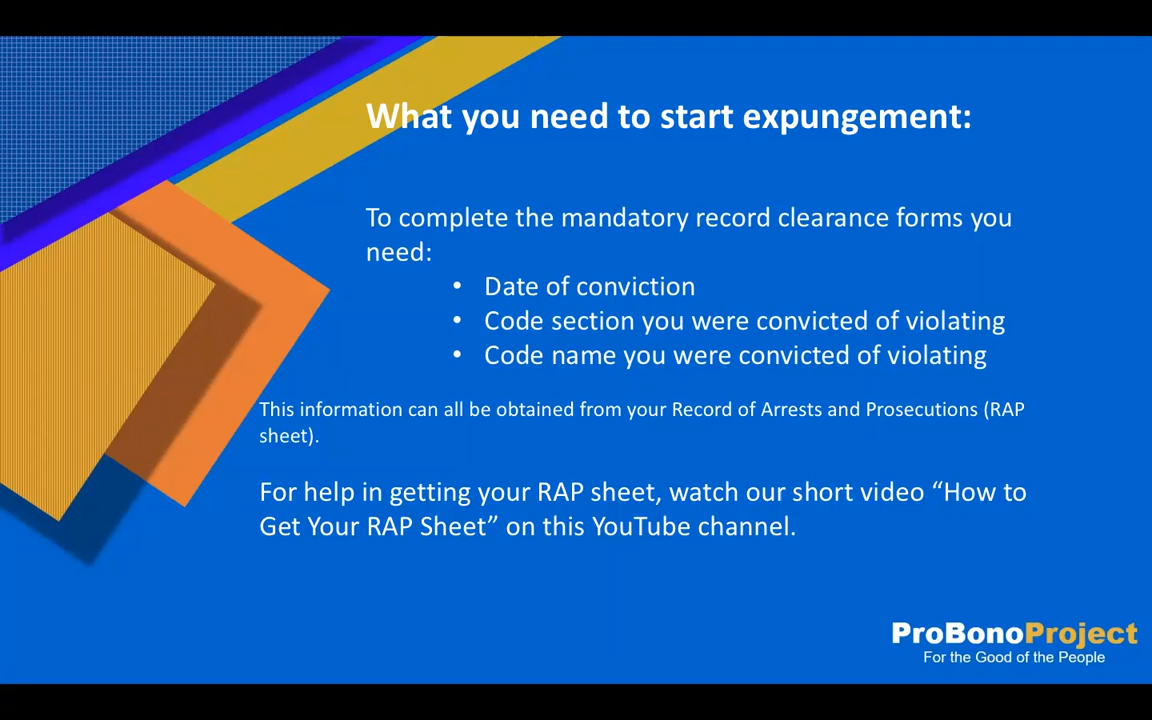 What you need to start expungement:
To complete the mandatory record clearance forms you
need:
• Date of conviction
• Code section you were convicted of violating
• Code name you were convicted of violating
This information can all be obtained from your Record of Arrests and Prosecutions (RAP
sheet).
For help in getting your RAP sheet, watch our short video “How to
Get Your RAP Sheet” on this YouTube channel.
ProBonoProject
For the Good of the People